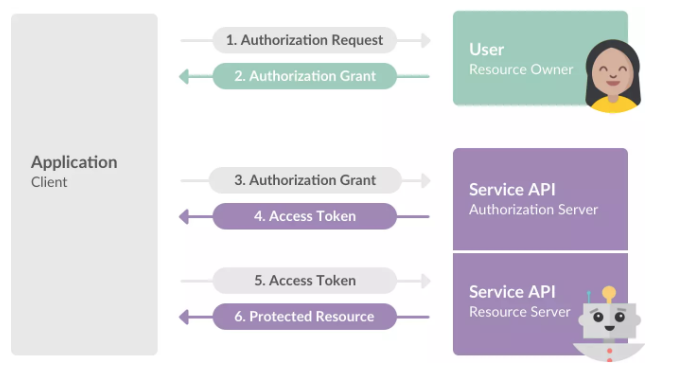 1. Authorization Request
User
2. Authorization Grant
Resource Owner
Application
Client
3. Authorization Grant
Service API
4. Access Token
Authorization Server
5. Access Token
Service API
6. Protected Resource
Resource Server